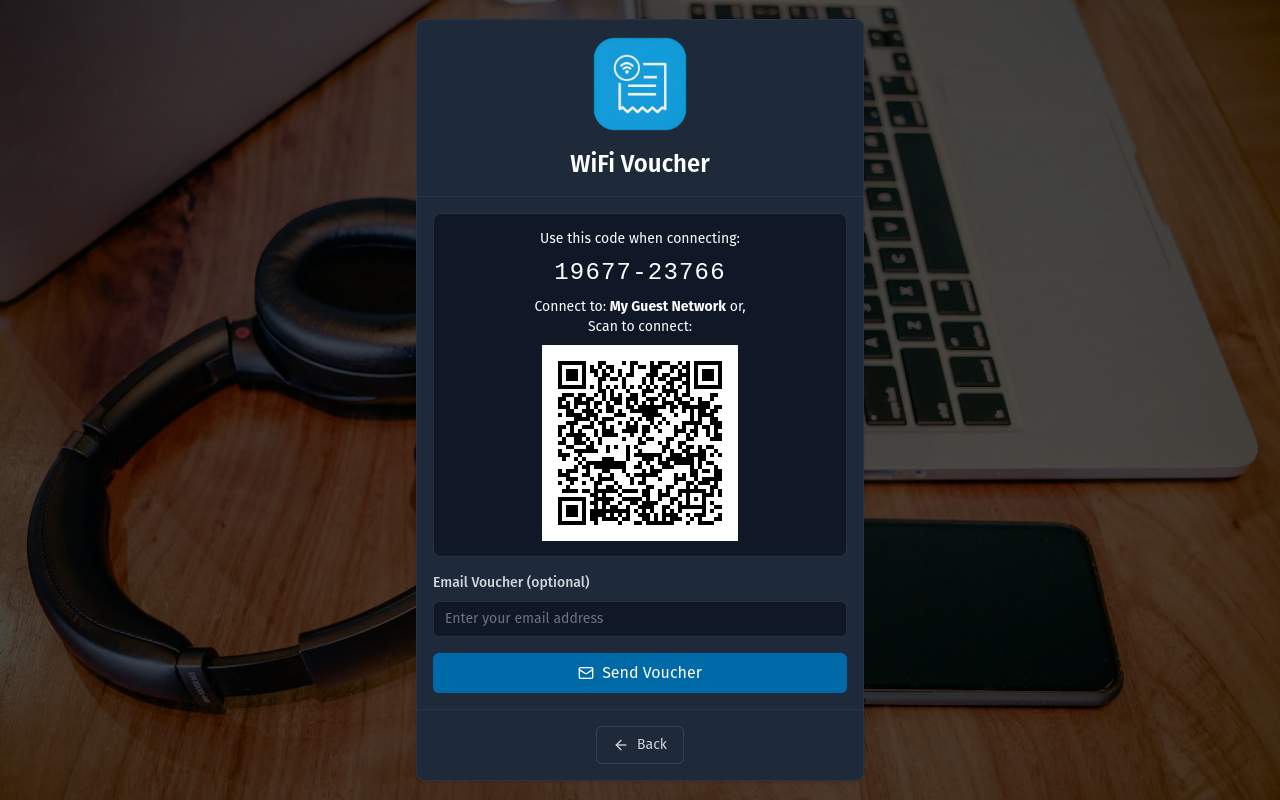 WiFi Voucher
Use this code when connecting:
19677-23766
Connect to: My Guest Network or,
Scan to connect:
Email Voucher (optional)
Enter your email address
Send Voucher
Back